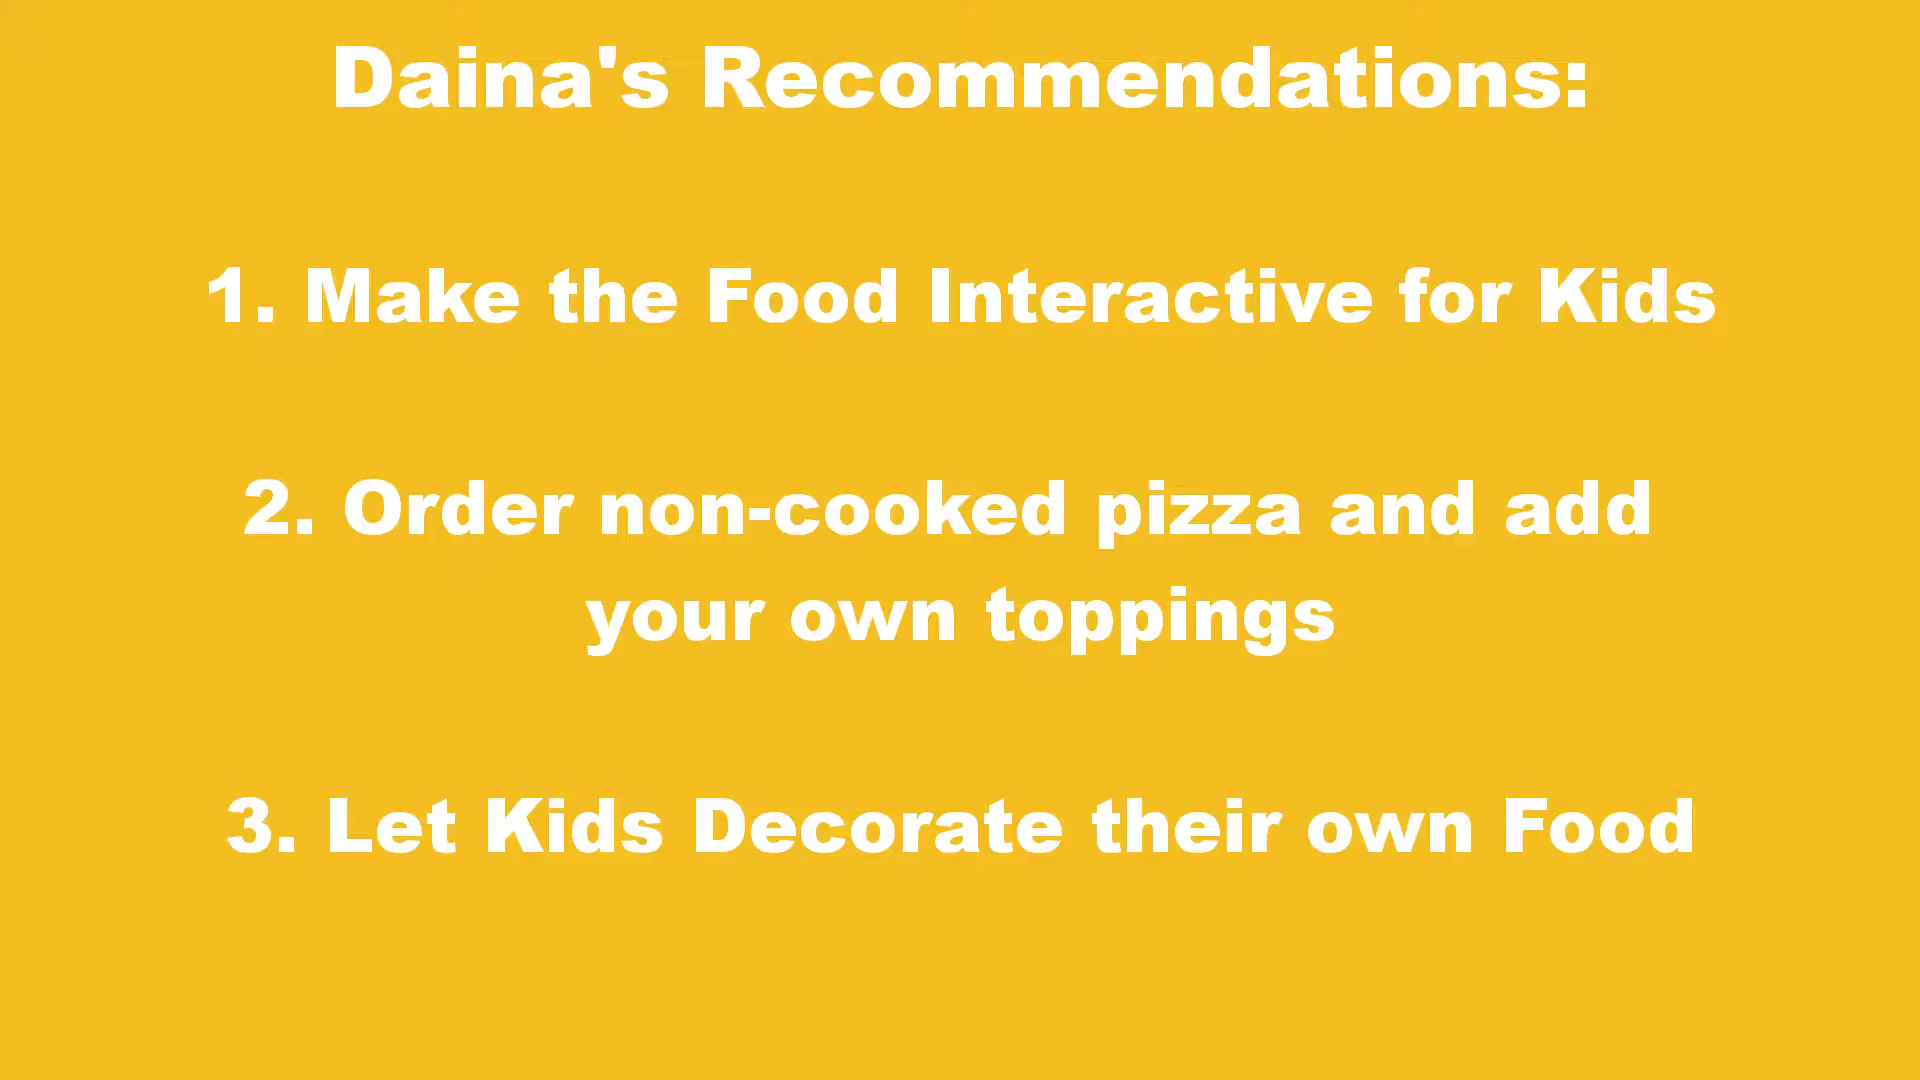 Daina's Recommendations:
1. Make the Food Interactive for Kids
2. Order non-cooked pizza and add
your own toppings
3. Let Kids Decorate their own Food